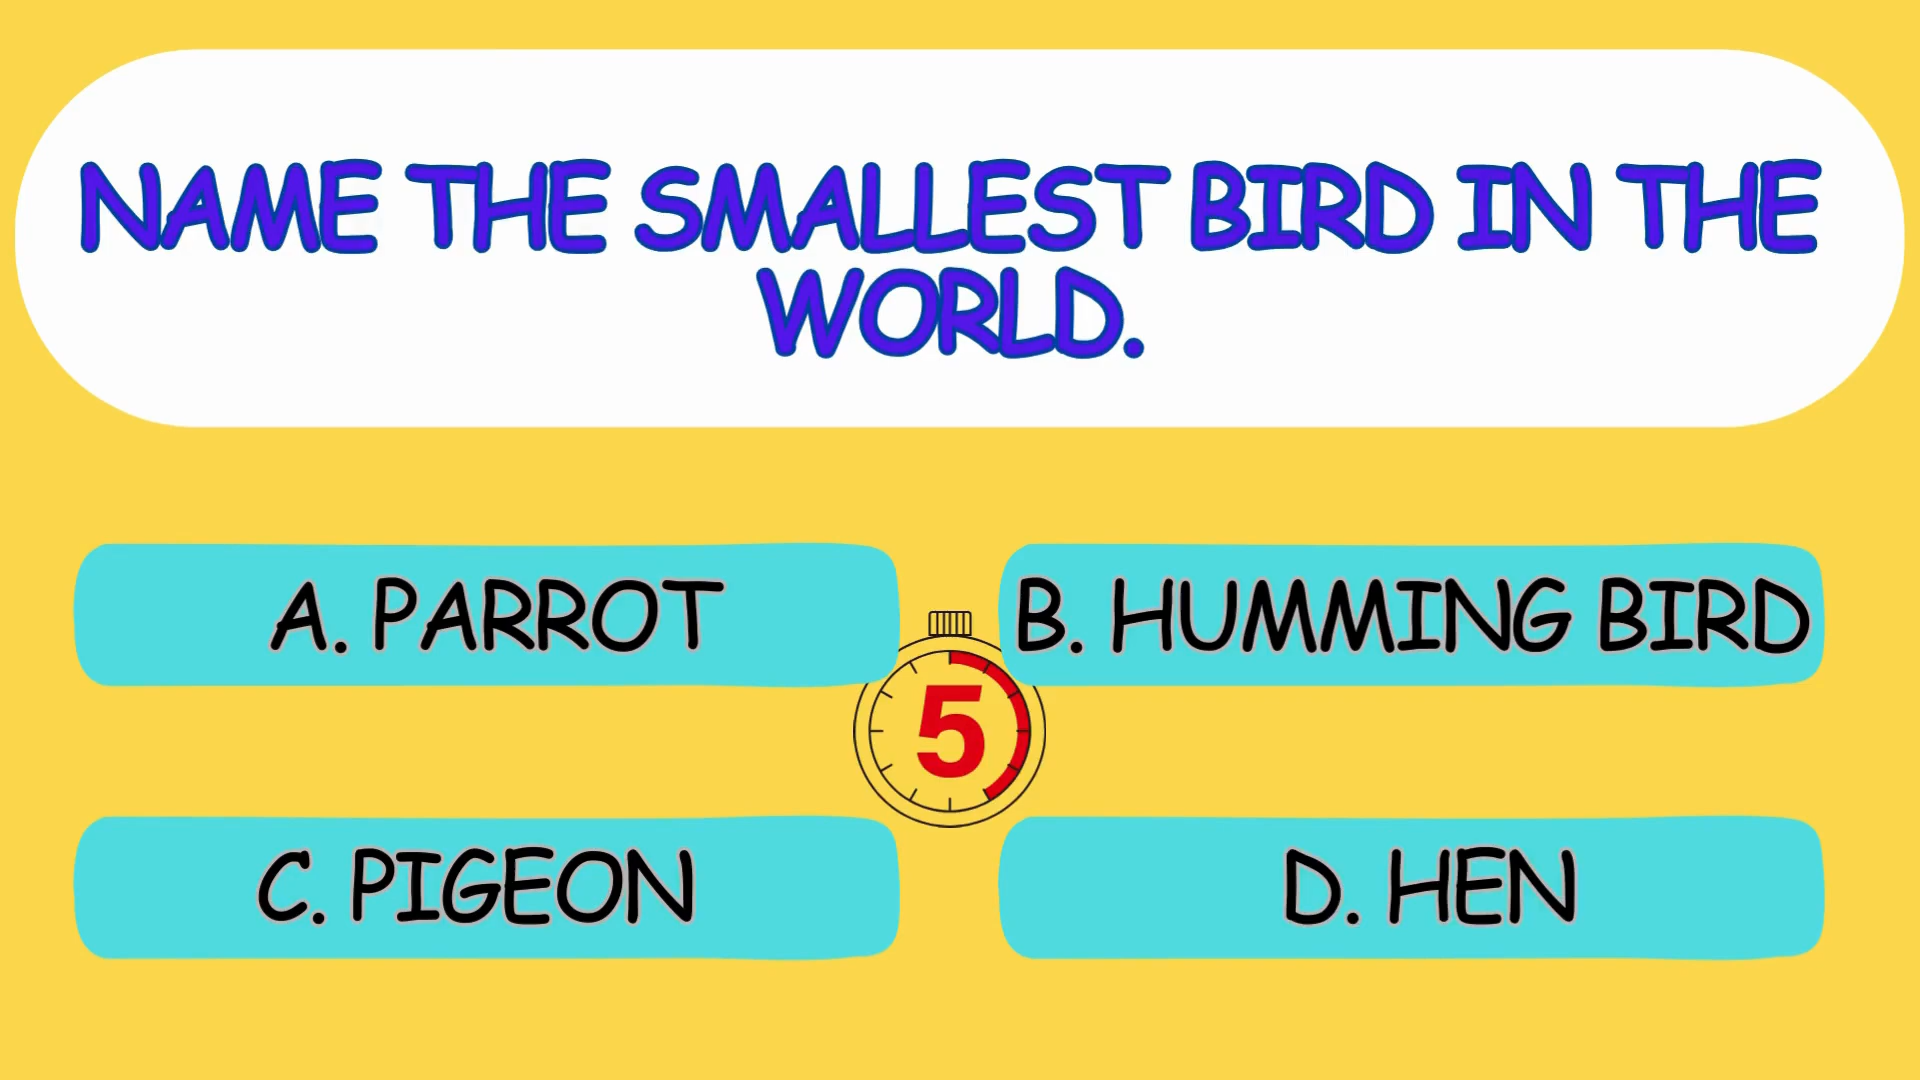 NAME THE SMALLEST BIRD IN THE
WORLD.
A. PARROT
B. HUMMING BIRD
5
C. PIGEON
D. HEN